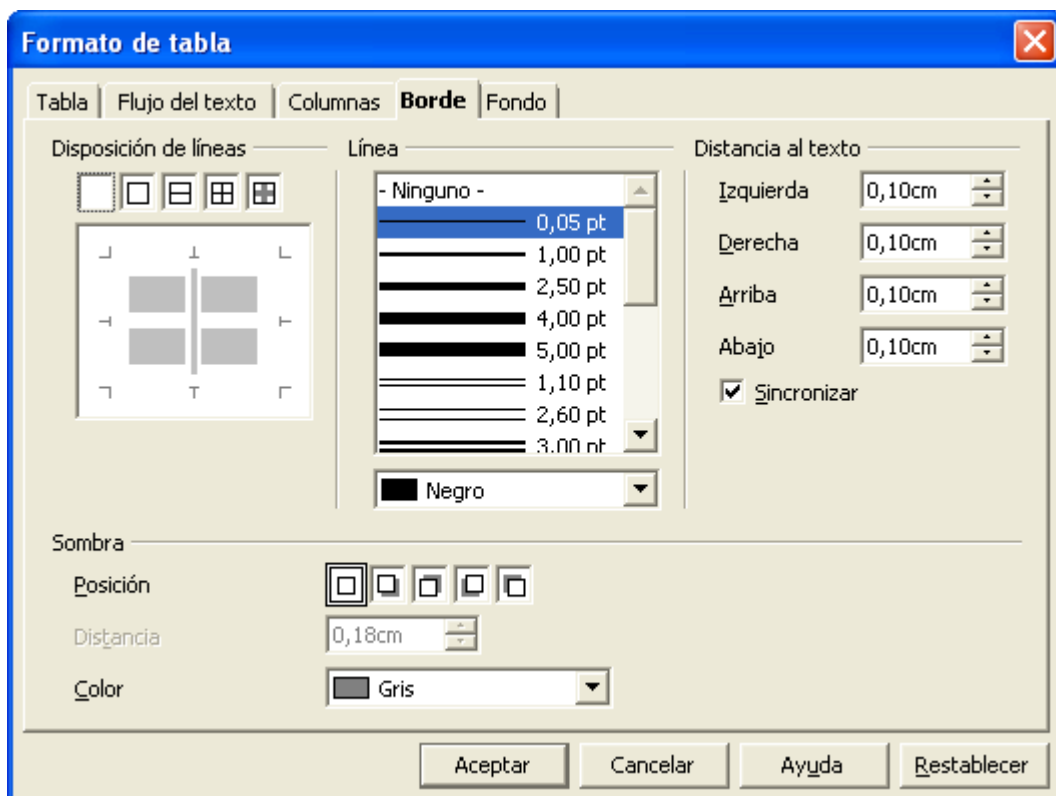 Formato de tabla
Tabla Flujo del texto Columnas Borde Fondo
Disposición de líneas
Línea
- Ninguno -
0,05 pt
1,00 pt
2,50 pt
4,00 pt
5,00 pt
1,10 pt
2,60 pt
3,00 pt
Negro
Distancia al texto
Izquierda 0,10cm
Derecha 0,10cm
Arriba 0,10cm
Abajo 0,10cm
Sincronizar
Sombra
Posición
Distancia 0,18cm
Color Gris
Aceptar Cancelar Ayuda Restablecer